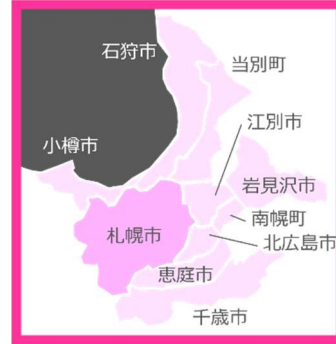 石狩市
当別町
江別市
小樽市
岩見沢市
南幌町
札幌市
北広島市
恵庭市
千歳市